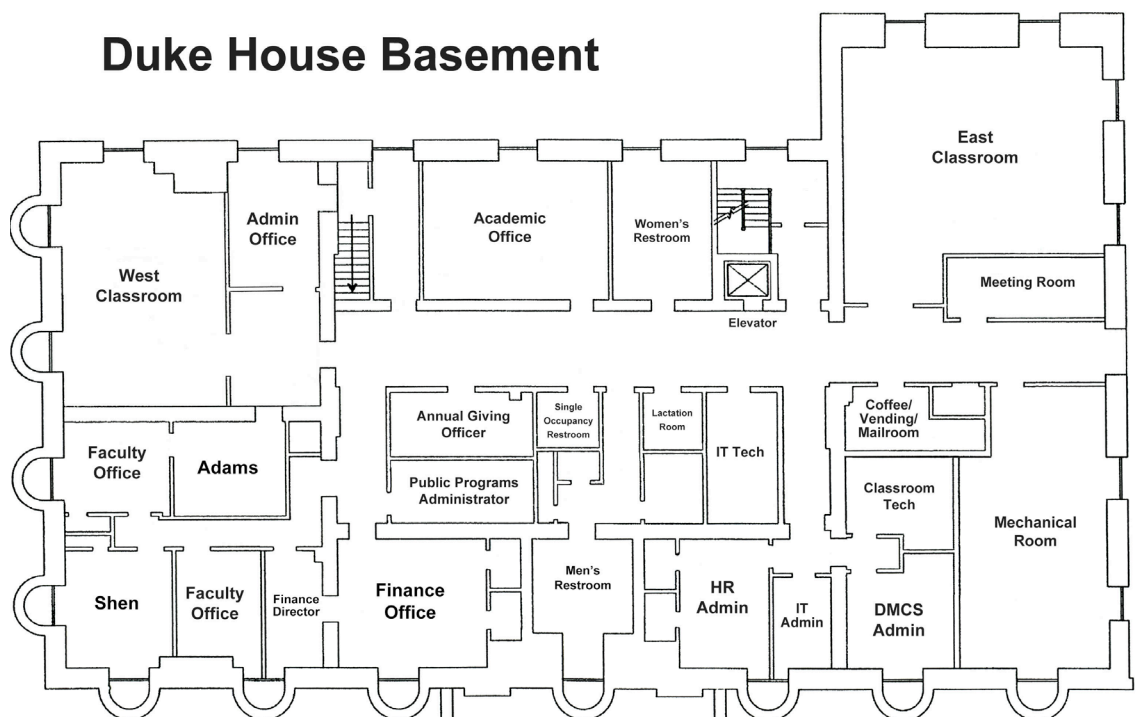 Duke House Basement
East
Classroom
Admin
Office
Academic
Office
Women's
Restroom
West
Classroom
Meeting Room
Elevator
Annual Giving
Officer
Single
Occupancy
Restroom
Lactation
Room
Coffee/
Vending/
Mailroom
Faculty
Office
Adams
IT Tech
Public Programs
Administrator
Classroom
Tech
Mechanical
Room
Shen
Faculty
Office
Finance
Director
Finance
Office
Men's
Restroom
HR
Admin
IT
Admin
DMCS
Admin